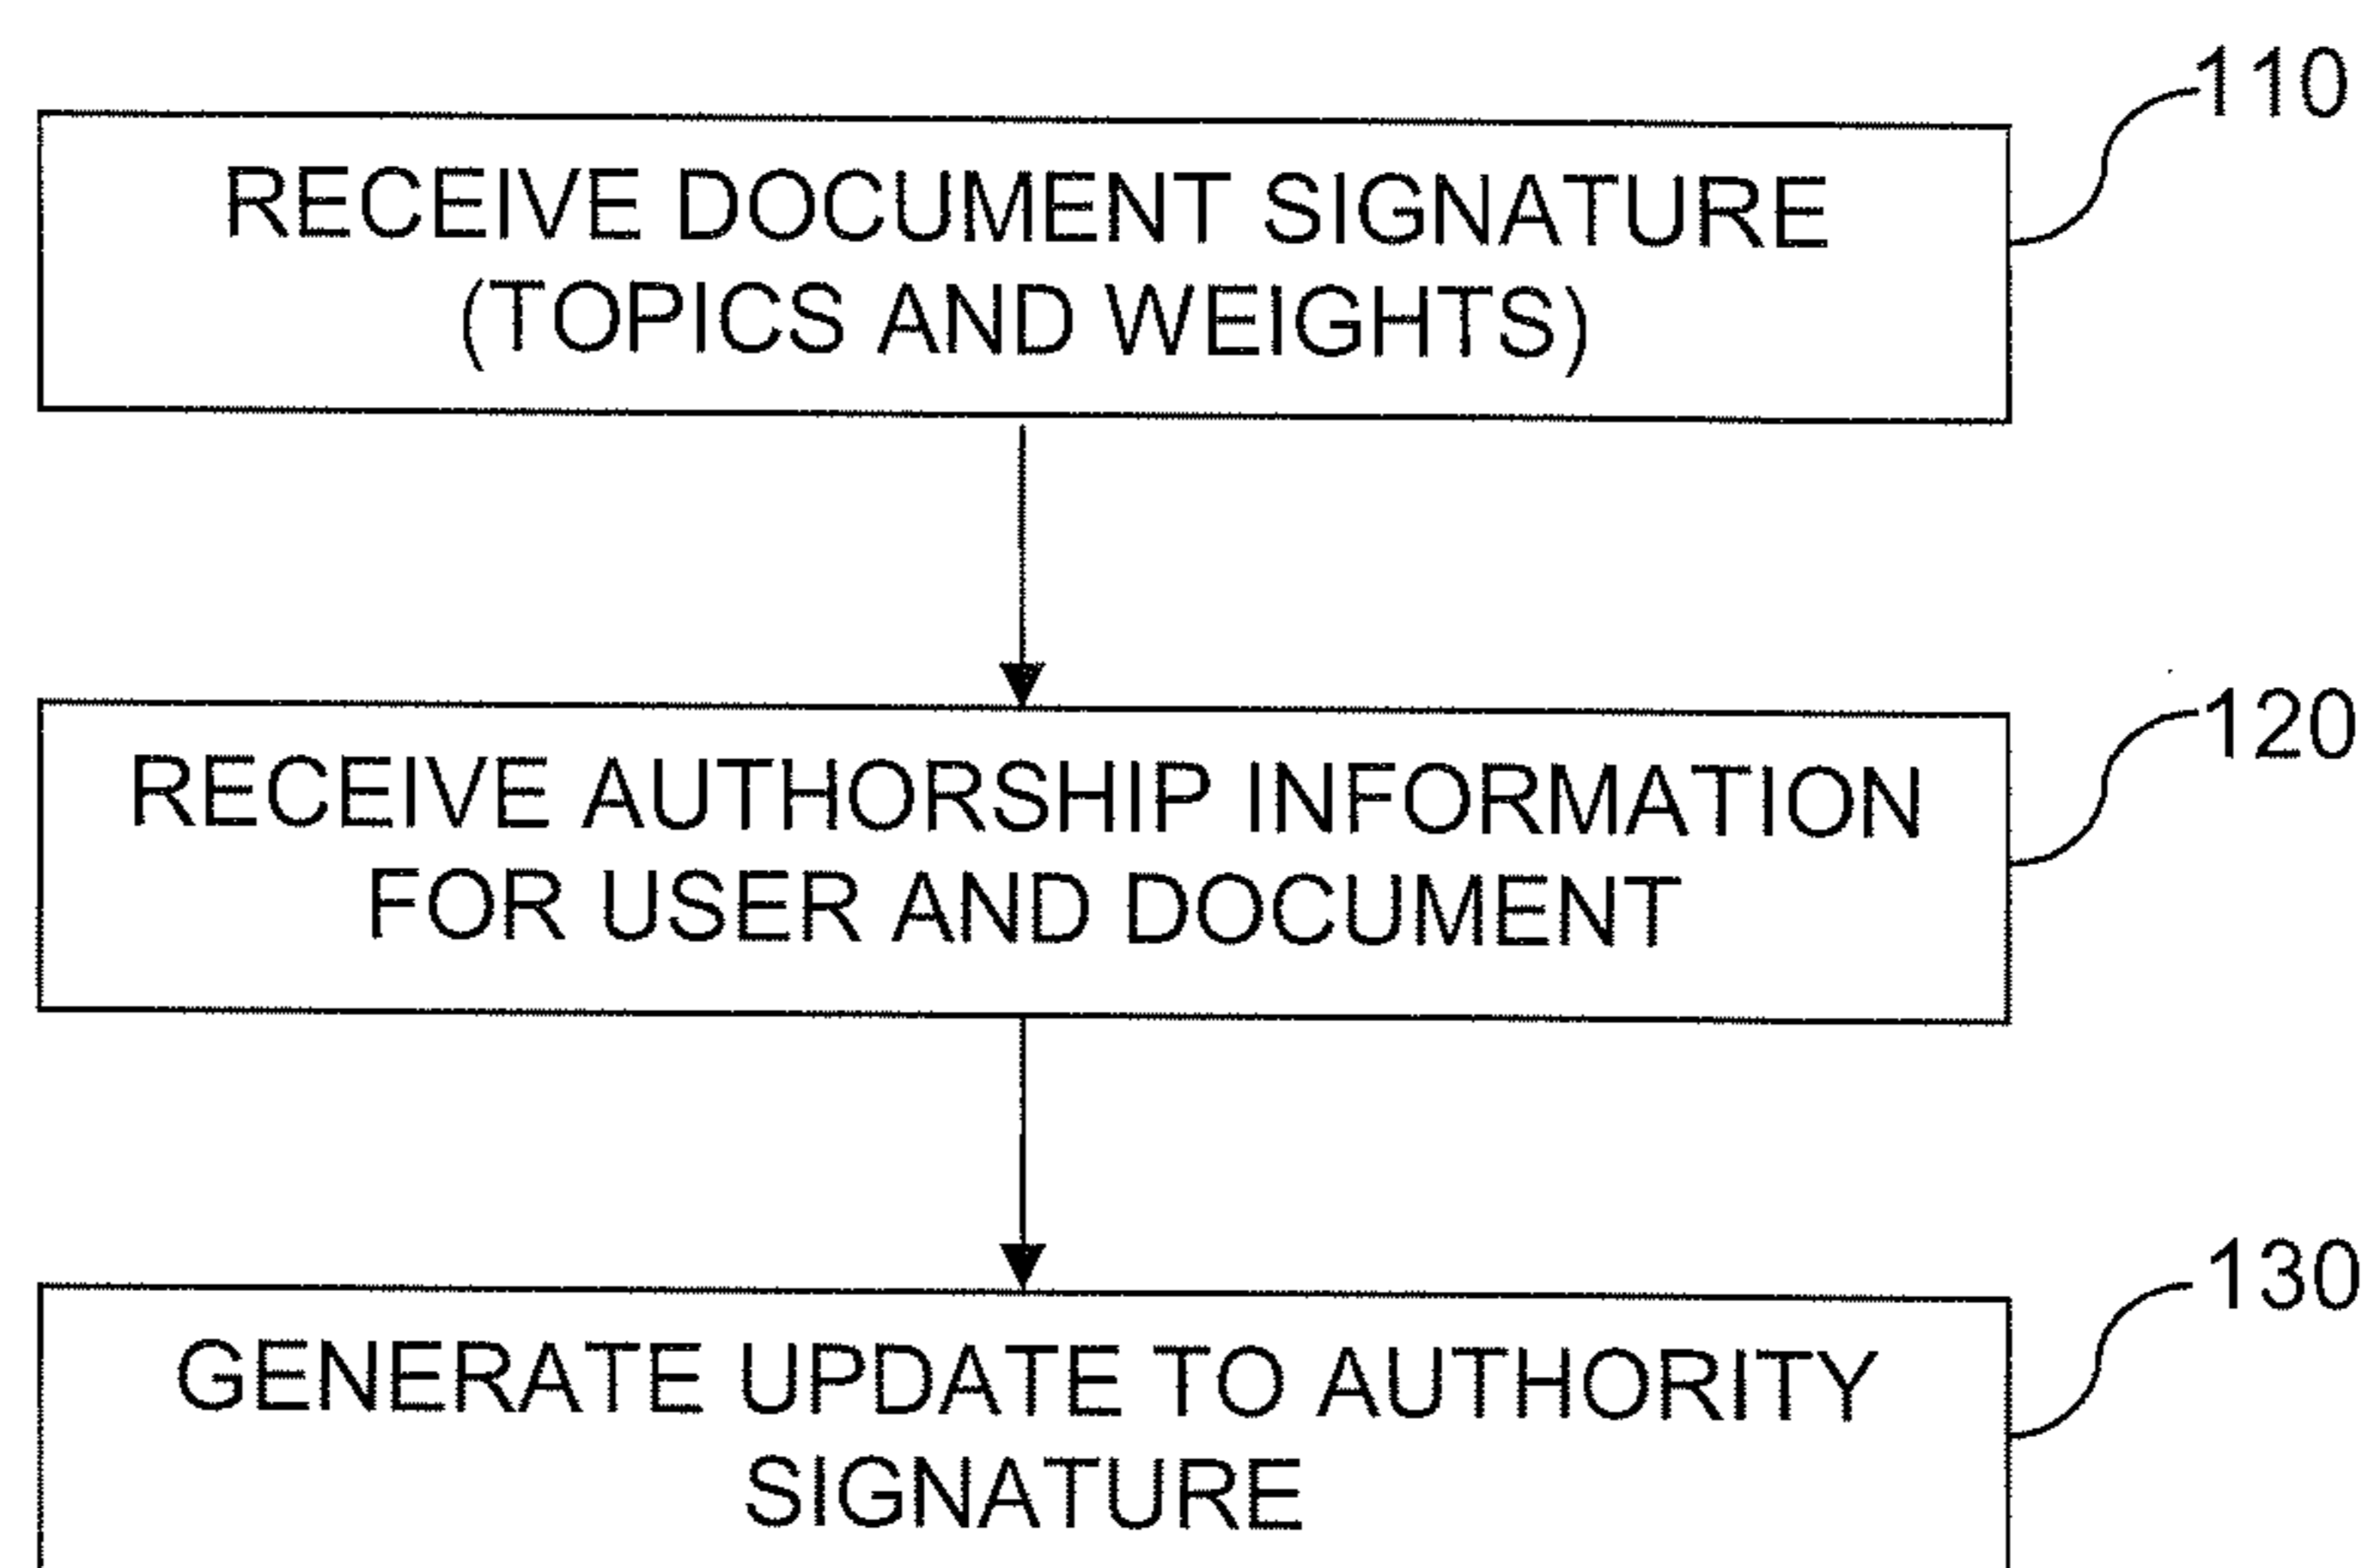 110
RECEIVE DOCUMENT SIGNATURE
(TOPICS AND WEIGHTS)
120
RECEIVE AUTHORSHIP INFORMATION
FOR USER AND DOCUMENT
130
GENERATE UPDATE TO AUTHORITY
SIGNATURE